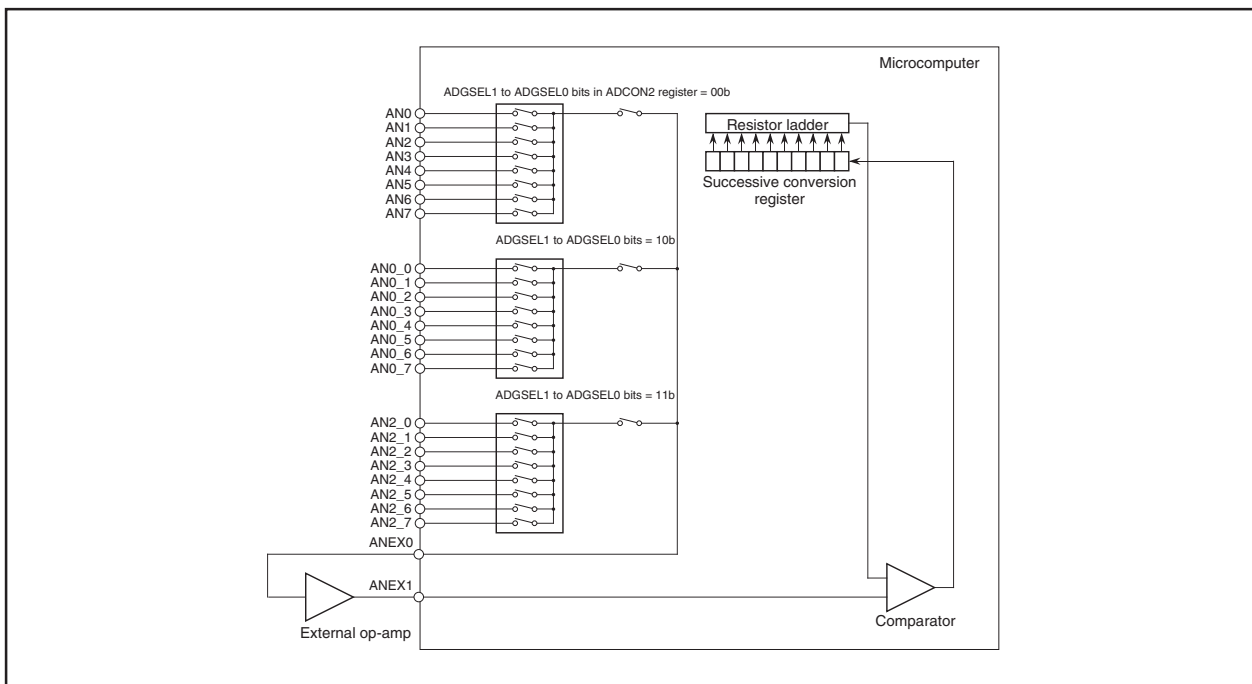 Microcomputer
ADGSEL1 to ADGSEL0 bits in ADCON2 register = 00b
AN0
AN1
AN2
AN3
AN4
AN5
AN6
AN7
Resistor ladder
Successive conversion
register
ADGSEL1 to ADGSEL0 bits = 10b
AN0_0
AN0_1
AN0_2
AN0_3
AN0_4
AN0_5
AN0_6
AN0_7
ADGSEL1 to ADGSEL0 bits = 11b
AN2_0
AN2_1
AN2_2
AN2_3
AN2_4
AN2_5
AN2_6
AN2_7
ANEX0
ANEX1
External op-amp
Comparator